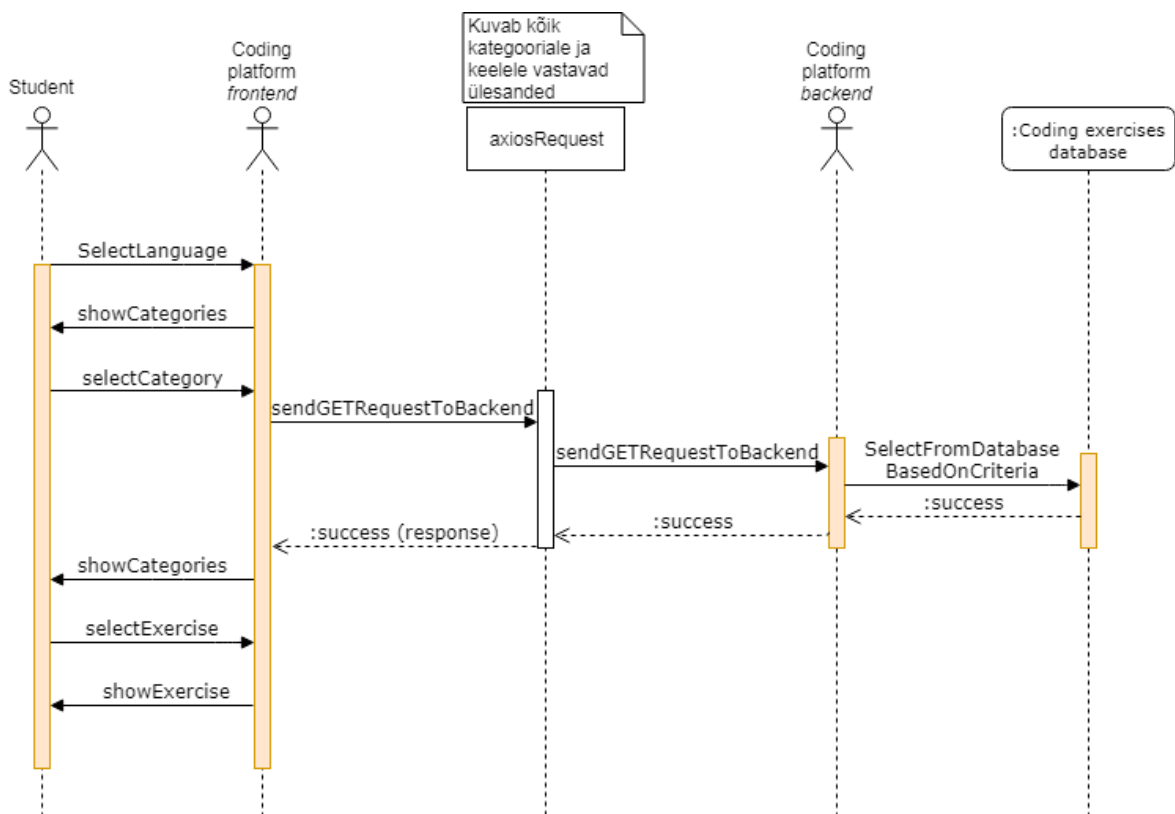 Kuvab kõik
kategooriale ja
keelele vastavad
ülesanded
Student
Coding
platform
frontend
axiosRequest
Coding
platform
backend
:Coding exercises
database
SelectLanguage
showCategories
selectCategory
sendGETRequestToBackend
sendGETRequestToBackend
SelectFromDatabase
BasedOnCriteria
:success
:success
:success (response)
showCategories
selectExercise
showExercise